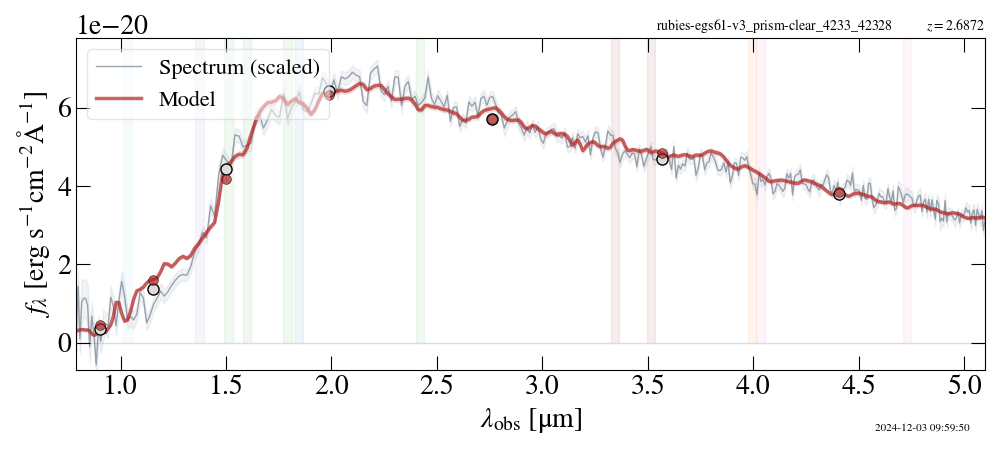 1e−20
rubies-egs61-v3_prism-clear_4233_42328 z = 2.6872
Spectrum (scaled)
Model
6
4
2
0
fλ [erg s⁻¹cm⁻²Å⁻¹]
1.0 1.5 2.0 2.5 3.0 3.5 4.0 4.5 5.0
λobs [μm]
2024-12-03 09:59:50